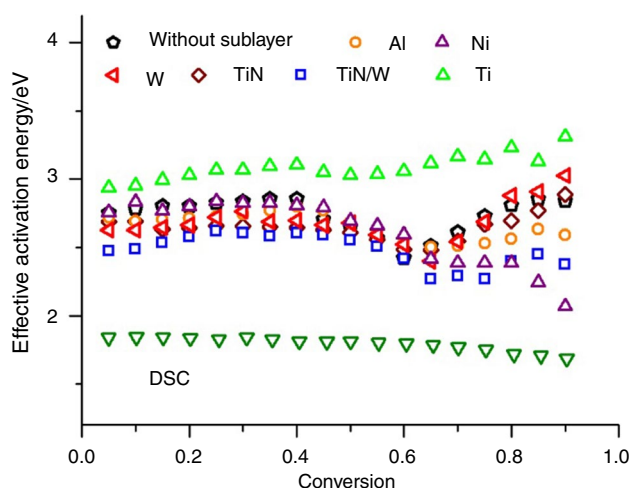 Without sublayer Al Ni
W TiN TiN/W Ti
Effective activation energy/eV
4
3
2
DSC
0.0 0.2 0.4 0.6 0.8 1.0
Conversion